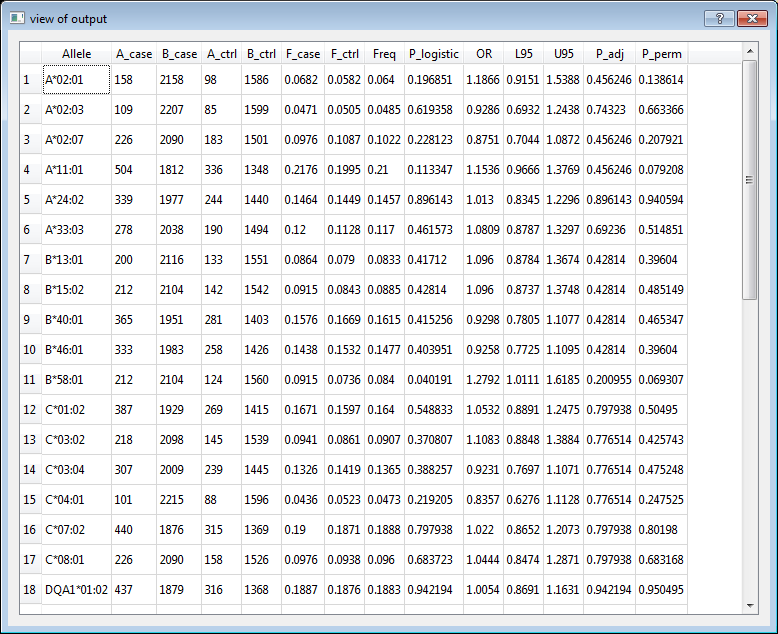 view of output
Allele A_case B_case A_ctrl B_ctrl F_case F_ctrl Freq P_logistic OR L95 U95 P_adj P_perm
1 A*02:01 158 2158 98 1586 0.0682 0.0582 0.064 0.196851 1.1866 0.9151 1.5388 0.456246 0.138614
2 A*02:03 109 2207 85 1599 0.0471 0.0505 0.0485 0.619358 0.9286 0.6932 1.2438 0.74323 0.663366
3 A*02:07 226 2090 183 1501 0.0976 0.1087 0.1022 0.228123 0.8751 0.7044 1.0872 0.456246 0.207921
4 A*11:01 504 1812 336 1348 0.2176 0.1995 0.21 0.113347 1.1536 0.9666 1.3769 0.456246 0.079208
5 A*24:02 339 1977 244 1440 0.1464 0.1449 0.1457 0.896143 1.013 0.8345 1.2296 0.896143 0.940594
6 A*33:03 278 2038 190 1494 0.12 0.1128 0.117 0.461573 1.0809 0.8787 1.3297 0.69236 0.514851
7 B*13:01 200 2116 133 1551 0.0864 0.079 0.0833 0.41712 1.096 0.8784 1.3674 0.42814 0.39604
8 B*15:02 212 2104 142 1542 0.0915 0.0843 0.0885 0.42814 1.096 0.8737 1.3748 0.42814 0.485149
9 B*40:01 365 1951 281 1403 0.1576 0.1669 0.1615 0.415256 0.9298 0.7805 1.1077 0.42814 0.465347
10 B*46:01 333 1983 258 1426 0.1438 0.1532 0.1477 0.403951 0.9258 0.7725 1.1095 0.42814 0.39604
11 B*58:01 212 2104 124 1560 0.0915 0.0736 0.084 0.040191 1.2792 1.0111 1.6185 0.200955 0.069307
12 C*01:02 387 1929 269 1415 0.1671 0.1597 0.164 0.548833 1.0532 0.8891 1.2475 0.797938 0.50495
13 C*03:02 218 2098 145 1539 0.0941 0.0861 0.0907 0.370807 1.1083 0.8848 1.3884 0.776514 0.425743
14 C*03:04 307 2009 239 1445 0.1326 0.1419 0.1365 0.388257 0.9231 0.7697 1.1071 0.776514 0.475248
15 C*04:01 101 2215 88 1596 0.0436 0.0523 0.0473 0.219205 0.8357 0.6276 1.1128 0.776514 0.247525
16 C*07:02 440 1876 315 1369 0.19 0.1871 0.1888 0.797938 1.022 0.8652 1.2073 0.797938 0.80198
17 C*08:01 226 2090 158 1526 0.0976 0.0938 0.096 0.683723 1.0444 0.8474 1.2871 0.797938 0.683168
18 DQA1*01:02 437 1879 316 1368 0.1887 0.1876 0.1883 0.942194 1.0054 0.8691 1.1631 0.942194 0.950495